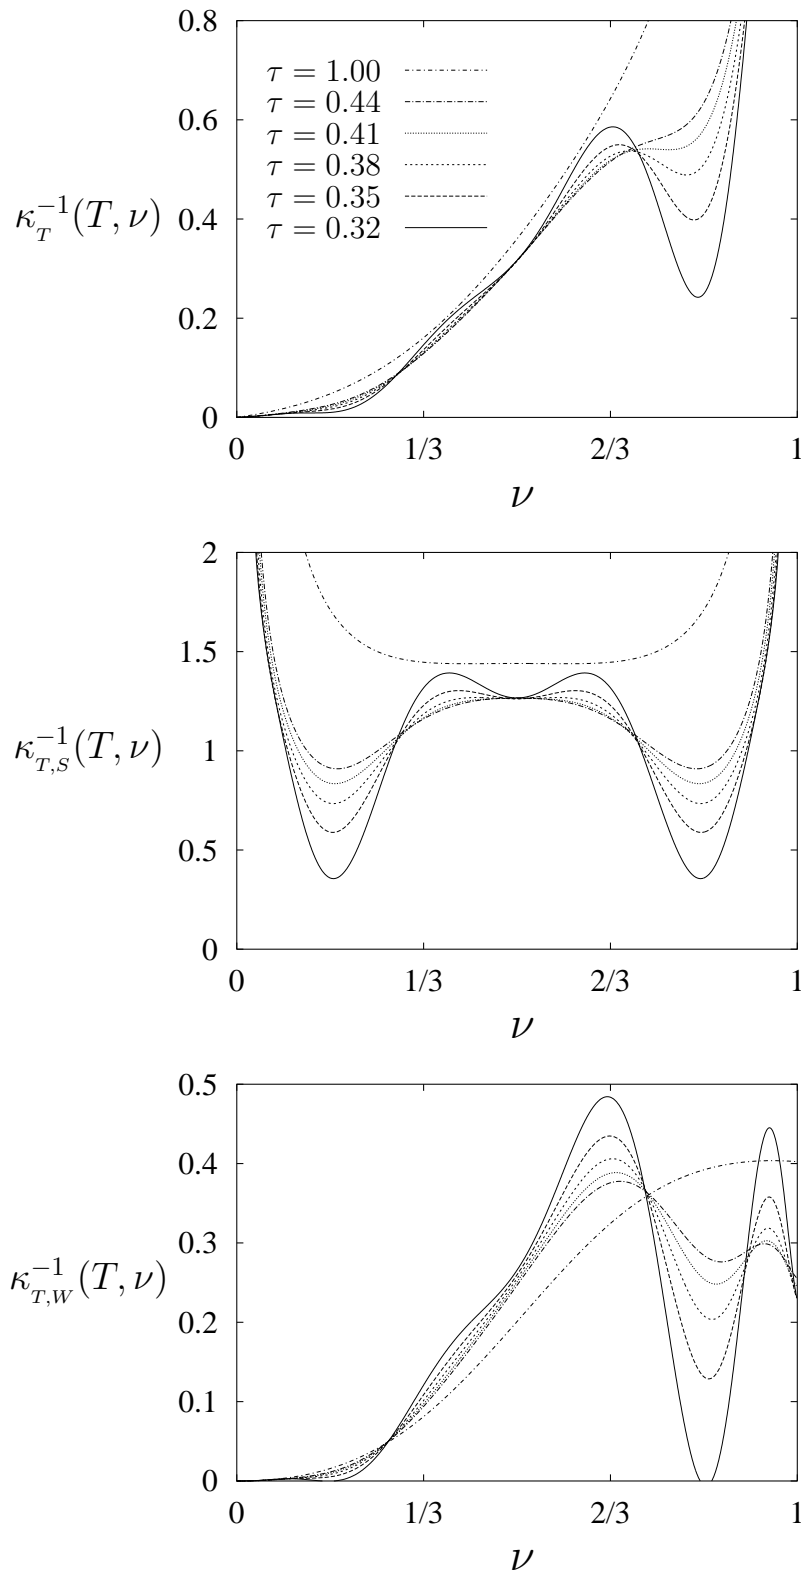 0.8
τ = 1.00
τ = 0.44
0.6
τ = 0.41
τ = 0.38
τ = 0.35
κ_T^{-1}(T, ν)
0.4
τ = 0.32
0.2
0
0 1/3 2/3 1
ν
2
1.5
κ_{T,S}^{-1}(T, ν)
1
0.5
0
0 1/3 2/3 1
ν
0.5
0.4
0.3
κ_{T,W}^{-1}(T, ν)
0.2
0.1
0
0 1/3 2/3 1
ν